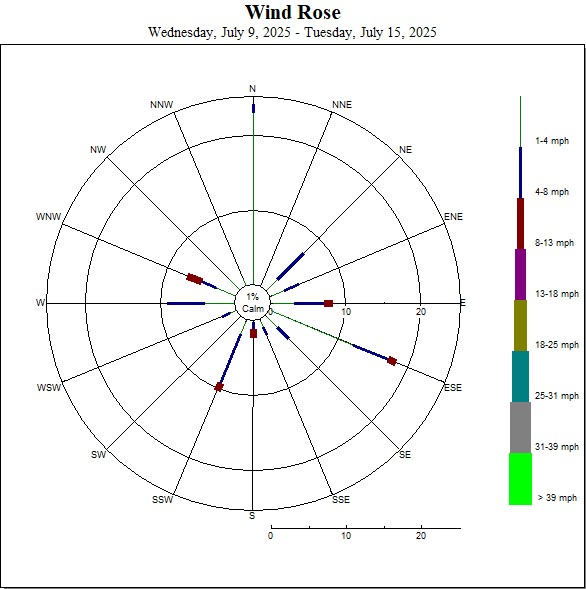 Wind Rose
Wednesday, July 9, 2025 - Tuesday, July 15, 2025
N
NNW
NNE
NW
NE
1-4 mph
4-8 mph
WNW
ENE
8-13 mph
13-18 mph
1%
Calm
W
0
10
20
E
18-25 mph
WSW
ESE
25-31 mph
SW
SE
31-39 mph
SSW
SSE
> 39 mph
S
0
10
20